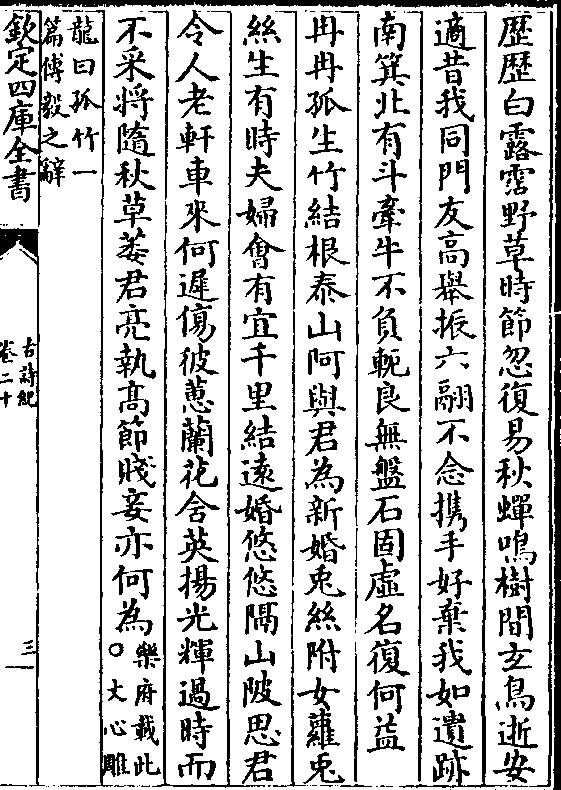 歴歴白露霑野草時節忽復易秋蟬鳴樹間玄鳥逝安
適昔我同門友髙舉振六翮不念携手好棄我如遺跡
南箕北有斗牽牛不負軛良無盤石固虛名復何益
冉冉孤生竹結根泰山阿與君為新婚兎絲附女蘿兎
絲生有時夫婦會有宜千里結遠婚悠悠隔山陂思君
令人老軒車來何遲傷彼蕙蘭花含英揚光輝過時而
不采將隨秋草萎君亮執髙節賤妾亦何為樂府載此
○文心雕
龍曰孤竹一
篇傅毅之辭
欽定四庫全書
古詩紀
卷二十
三